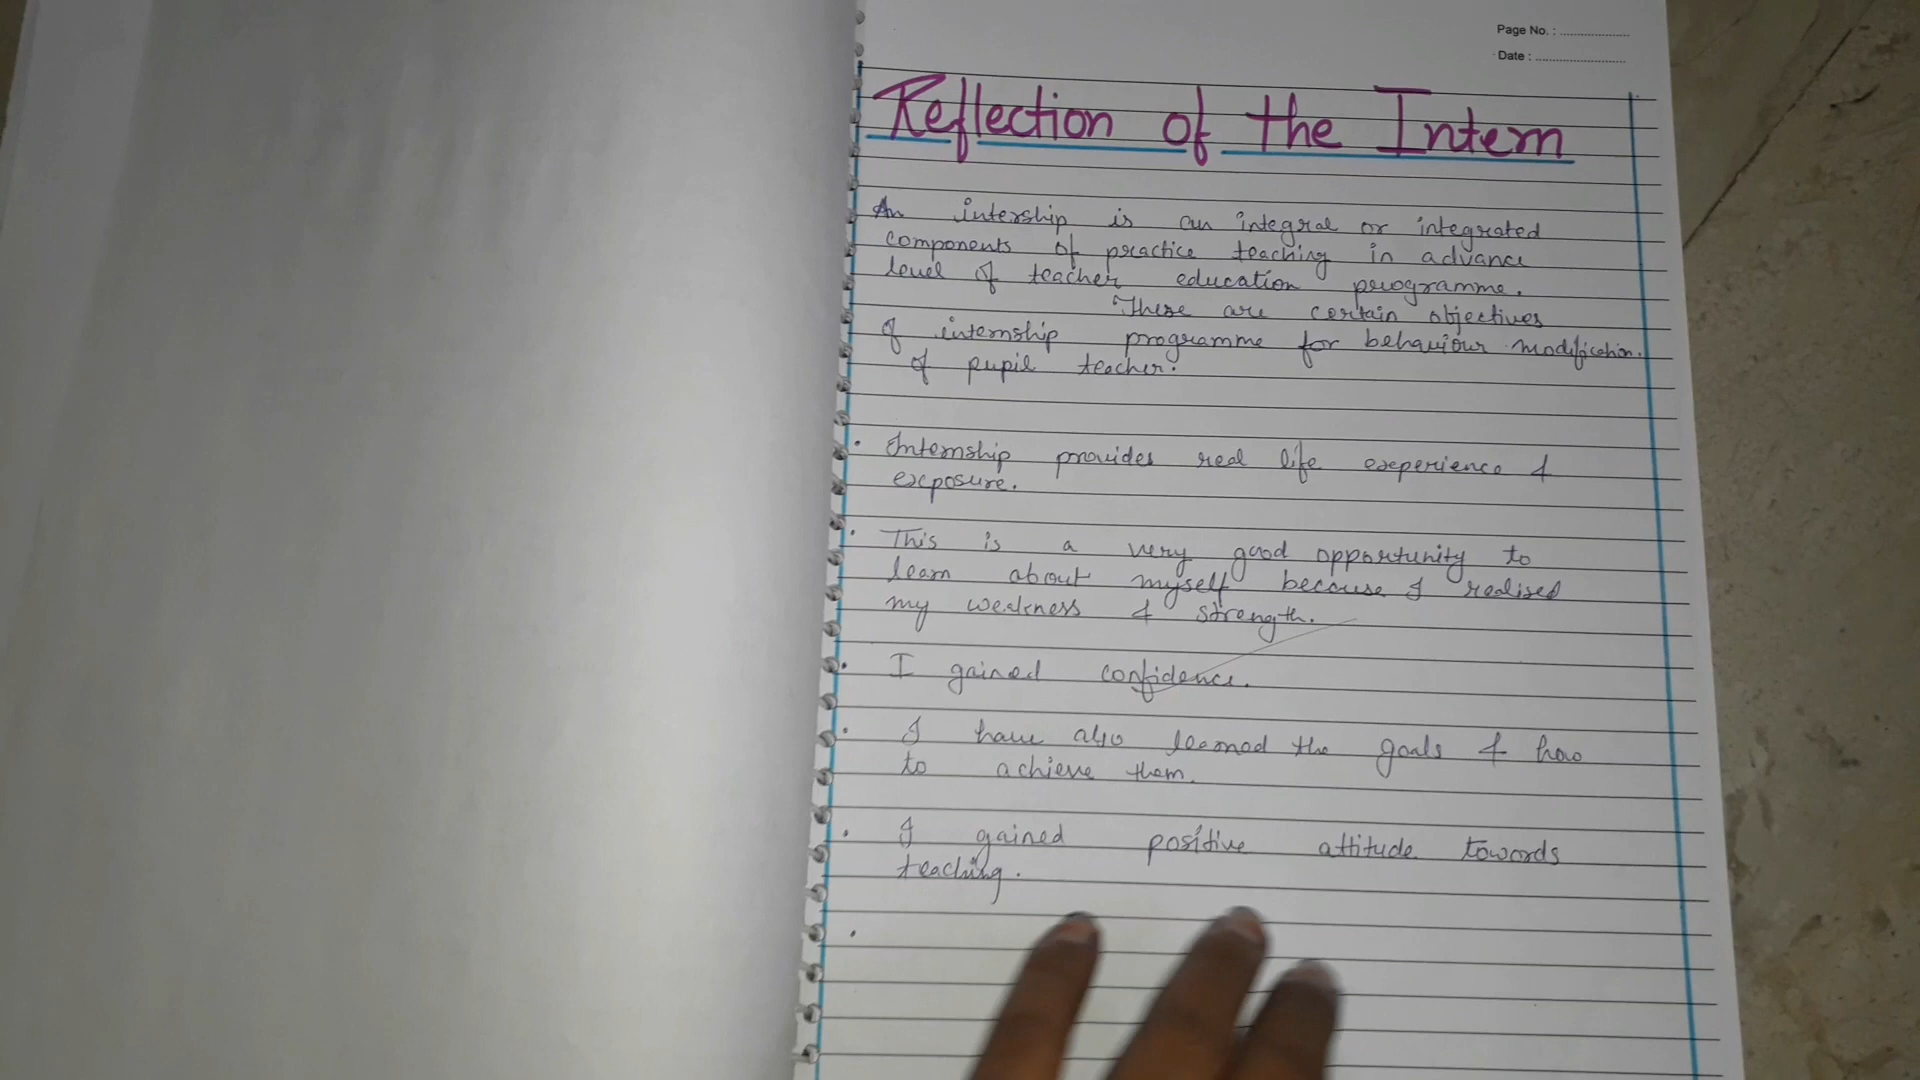 Page No. : ....................
Date : ..........................
Reflection of the Intern
An intership is an integral or integrated
components of practice teaching in advance
level of teacher education programme.
These are certain objectives
of internship programme for behaviour modification.
of pupil teacher.
• Internship provides real life experience &
exposure.
• This is a very good opportunity to
learn about myself because I realised
my weakness & strength.
• I gained confidence.
• I have also learned the goals & how
to achieve them.
• I gained positive attitude towards
teaching.
•